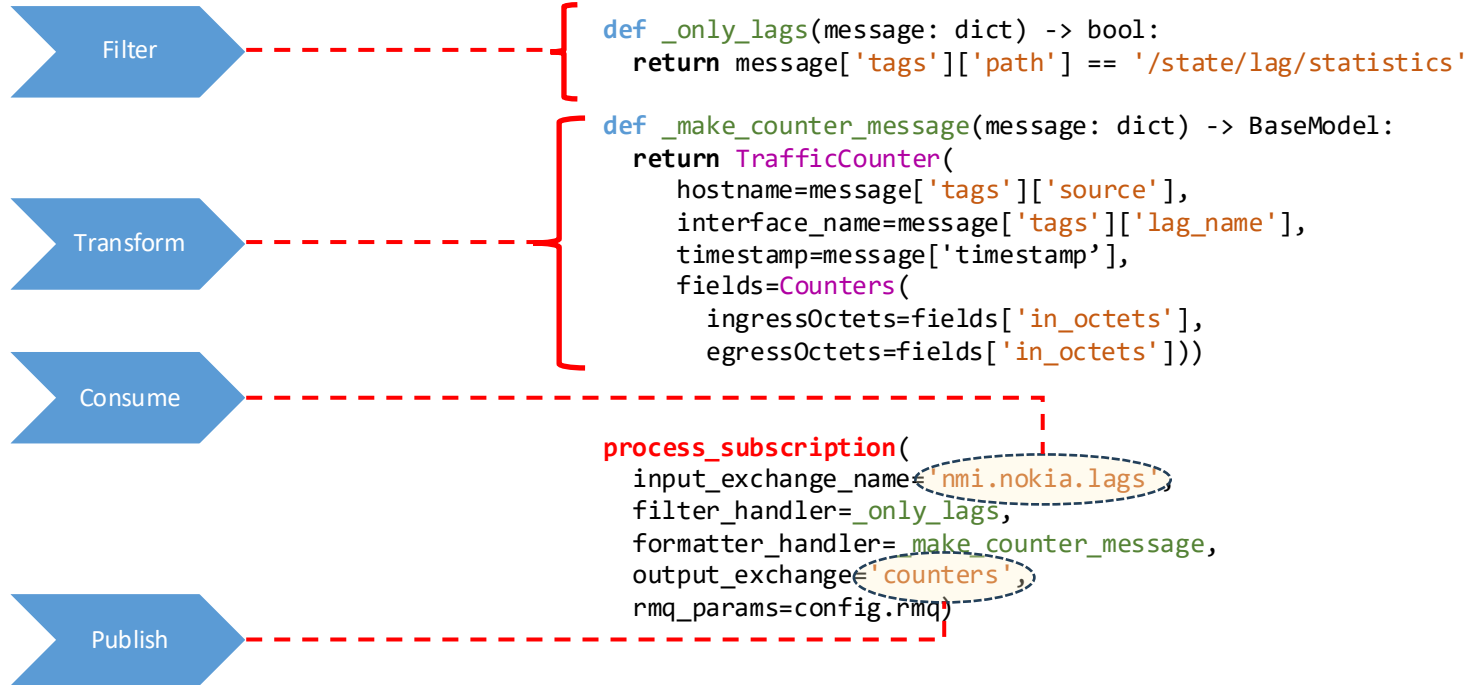 Filter
def _only_lags(message: dict) -> bool:
return message['tags']['path'] == '/state/lag/statistics'
Transform
def _make_counter_message(message: dict) -> BaseModel:
return TrafficCounter(
hostname=message['tags']['source'],
interface_name=message['tags']['lag_name'],
timestamp=message['timestamp’],
fields=Counters(
ingressOctets=fields['in_octets'],
egressOctets=fields['in_octets']))
Consume
process_subscription(
input_exchange_name='nmi.nokia.lags',
filter_handler=_only_lags,
formatter_handler=_make_counter_message,
output_exchange='counters',
rmq_params=config.rmq)
Publish